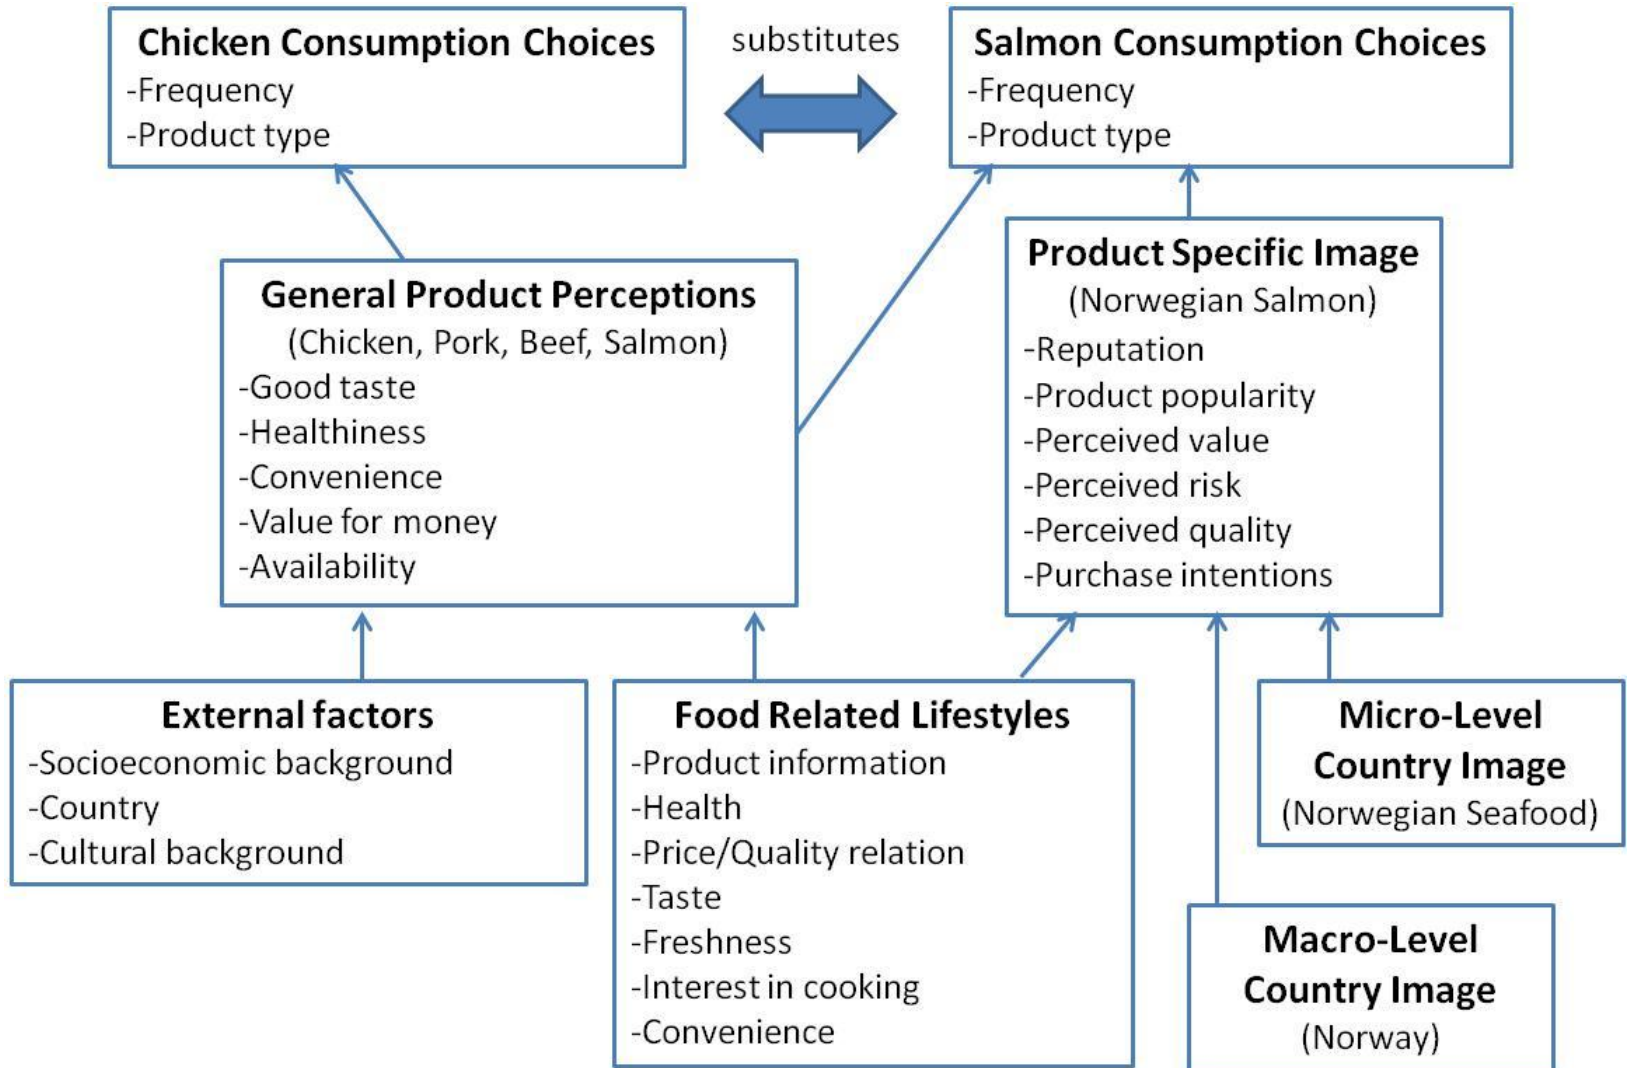 Chicken Consumption Choices
-Frequency
-Product type
substitutes
Salmon Consumption Choices
-Frequency
-Product type
General Product Perceptions
(Chicken, Pork, Beef, Salmon)
-Good taste
-Healthiness
-Convenience
-Value for money
-Availability
Product Specific Image
(Norwegian Salmon)
-Reputation
-Product popularity
-Perceived value
-Perceived risk
-Perceived quality
-Purchase intentions
External factors
-Socioeconomic background
-Country
-Cultural background
Food Related Lifestyles
-Product information
-Health
-Price/Quality relation
-Taste
-Freshness
-Interest in cooking
-Convenience
Micro-Level
Country Image
(Norwegian Seafood)
Macro-Level
Country Image
(Norway)